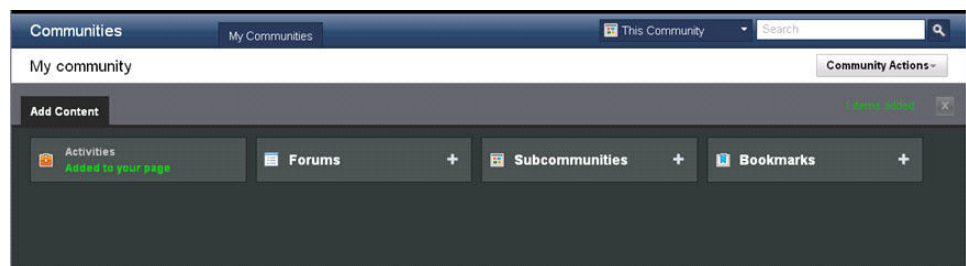 Communities
My Communities
This Community
Search
My community
Community Actions
Add Content
1 items added
X
Activities
Added to your page
Forums +
Subcommunities +
Bookmarks +